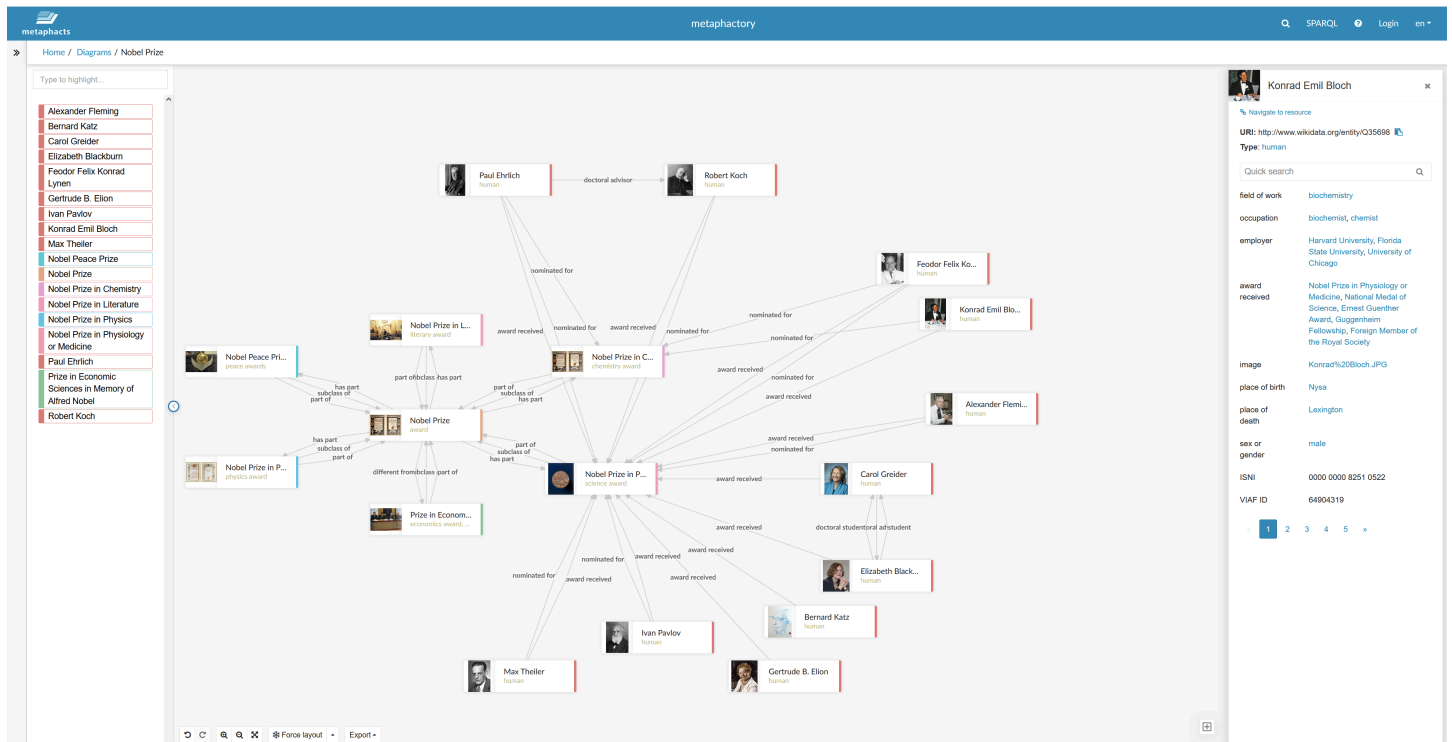 metaphacts
metaphactory
SPARQL
Login
en
Home / Diagrams / Nobel Prize
Type to highlight...
Alexander Fleming
Bernard Katz
Carol Greider
Elizabeth Blackburn
Feodor Felix Konrad
Lynen
Gertrude B. Elion
Ivan Pavlov
Konrad Emil Bloch
Max Theiler
Nobel Peace Prize
Nobel Prize
Nobel Prize in Chemistry
Nobel Prize in Literature
Nobel Prize in Physics
Nobel Prize in Physiology
or Medicine
Paul Ehrlich
Prize in Economic
Sciences in Memory of
Alfred Nobel
Robert Koch
Paul Ehrlich
human
doctoral advisor
Robert Koch
human
nominated for
Feodor Felix Ko...
human
Konrad Emil Blo...
human
nominated for
Nobel Prize in L...
literary award
award received
nominated for
award received
nominated for
nominated for
Nobel Peace Pri...
peace awards
Nobel Prize in C...
chemistry award
award received
nominated for
part of
has part
has part
subclass of
part of
part of
subclass of
has part
award received
Alexander Flemi...
human
Nobel Prize
award
award received
nominated for
has part
subclass of
part of
part of
subclass of
has part
Nobel Prize in P...
physics award
different from
part of
Nobel Prize in P...
science award
award received
Carol Greider
human
Prize in Econom...
economics award, ...
award received
doctoral student
student
award received
nominated for
award received
nominated for
award received
award received
Elizabeth Black...
human
Bernard Katz
human
Ivan Pavlov
human
Max Theiler
human
Gertrude B. Elion
human
Force layout
Export
Konrad Emil Bloch
Navigate to resource
URI: http://www.wikidata.org/entity/Q35698
Type: human
Quick search
field of work biochemistry
occupation biochemist, chemist
employer Harvard University, Florida
State University, University of
Chicago
award Nobel Prize in Physiology or
received Medicine, National Medal of
Science, Ernest Guenther
Award, Guggenheim
Fellowship, Foreign Member of
the Royal Society
image Konrad%20Bloch.JPG
place of birth Nysa
place of Lexington
death
sex or male
gender
ISNI 0000 0000 8251 0522
VIAF ID 64904319
« 1 2 3 4 5 »